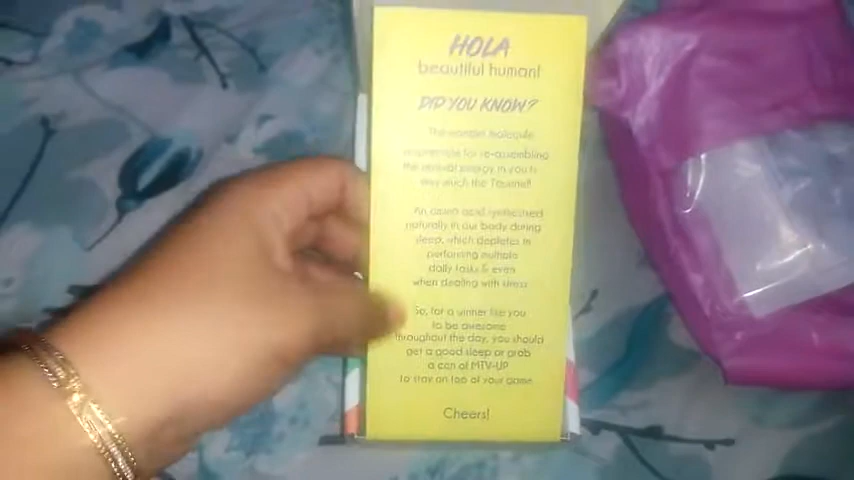 HOLA
beautiful human!
DID YOU KNOW?
The wonder molecule
responsible for re-assembling
the natural energy in you is
very much the Taurine!!
An amino acid synthesised
naturally in our body during
sleep, which depletes in
performing multiple
daily tasks & even
when dealing with stress.
So, for a winner like you
to be awesome
throughout the day, you should
get a good sleep or grab
a can of MTV-UP
to stay on top of your game.
Cheers!